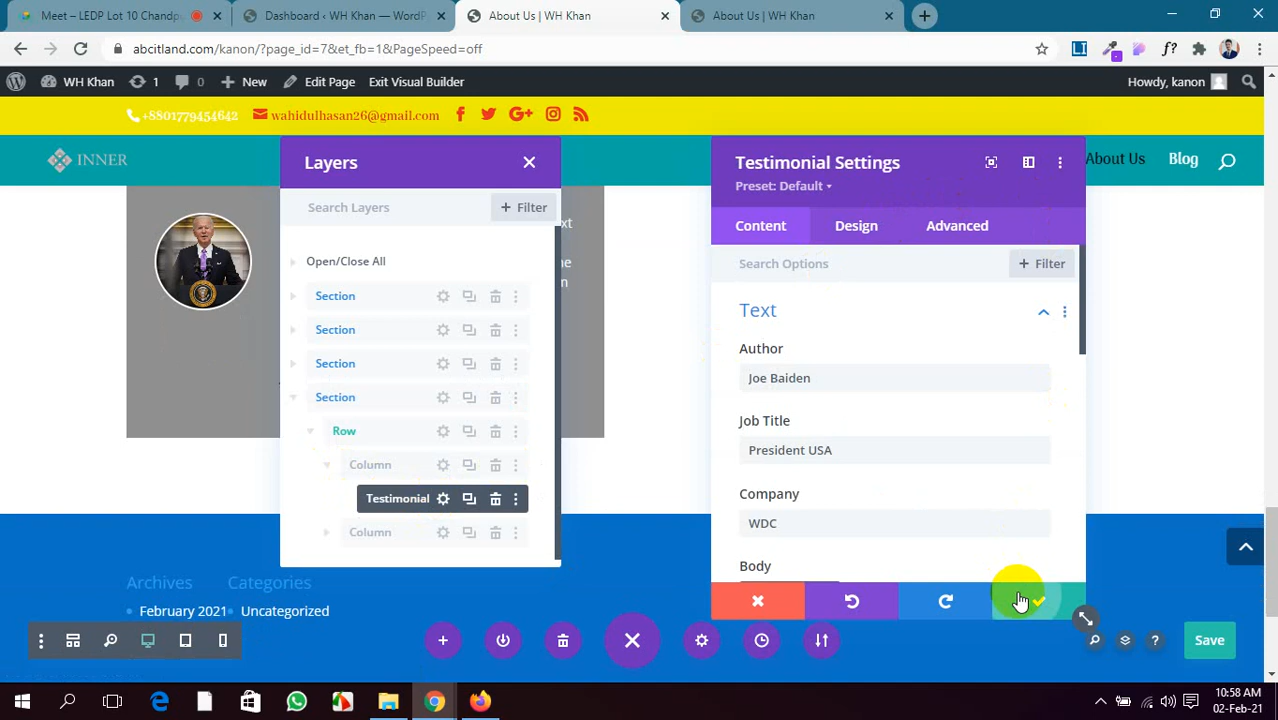 Meet – LEDP Lot 10 Chandp
Dashboard ‹ WH Khan — WordP
About Us | WH Khan
About Us | WH Khan
abcitland.com/kanon/?page_id=7&et_fb=1&PageSpeed=off
WH Khan
1
0
New
Edit Page
Exit Visual Builder
Howdy, kanon
+8801779454642
wahidulhasan26@gmail.com
INNER
About Us
Blog
Layers
Search Layers
Filter
Open/Close All
Section
Section
Section
Section
Row
Column
Testimonial
Column
Testimonial Settings
Preset: Default
Content
Design
Advanced
Search Options
Filter
Text
Author
Joe Baiden
Job Title
President USA
Company
WDC
Body
Archives
Categories
February 2021
Uncategorized
Save
10:58 AM
02-Feb-21